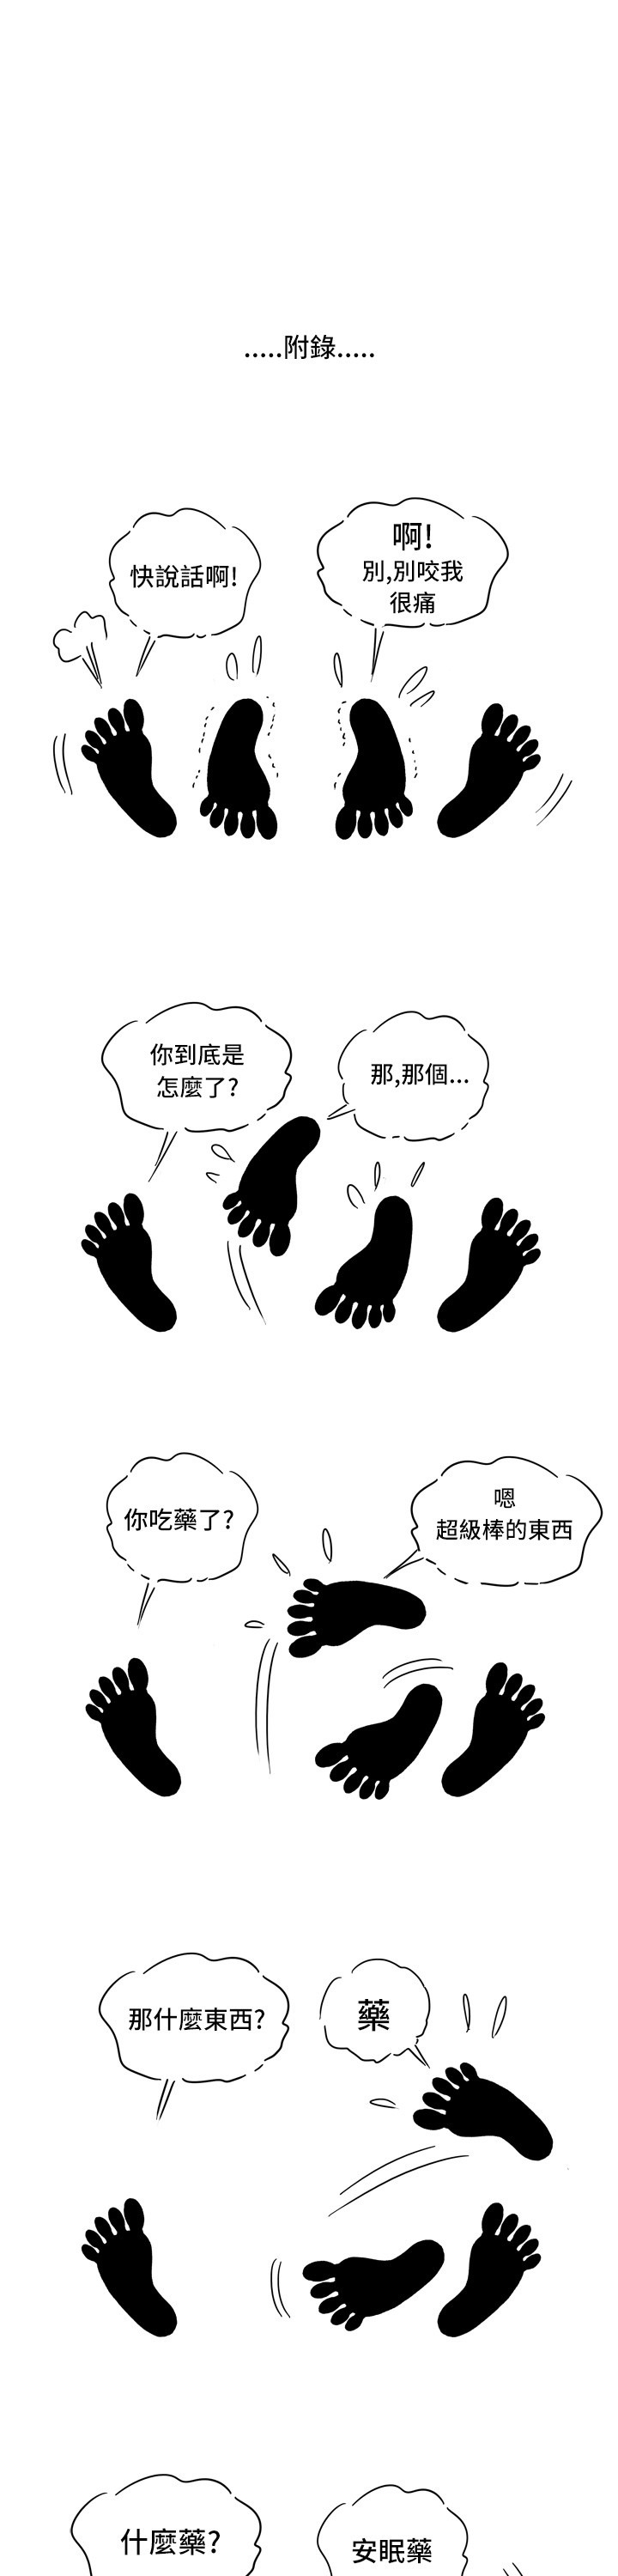 .....附錄.....
快說話啊!
啊!
別,別咬我
很痛
你到底是
怎麼了?
那,那個...
你吃藥了?
嗯
超級棒的東西
那什麼東西?
藥
什麼藥?
安眠藥